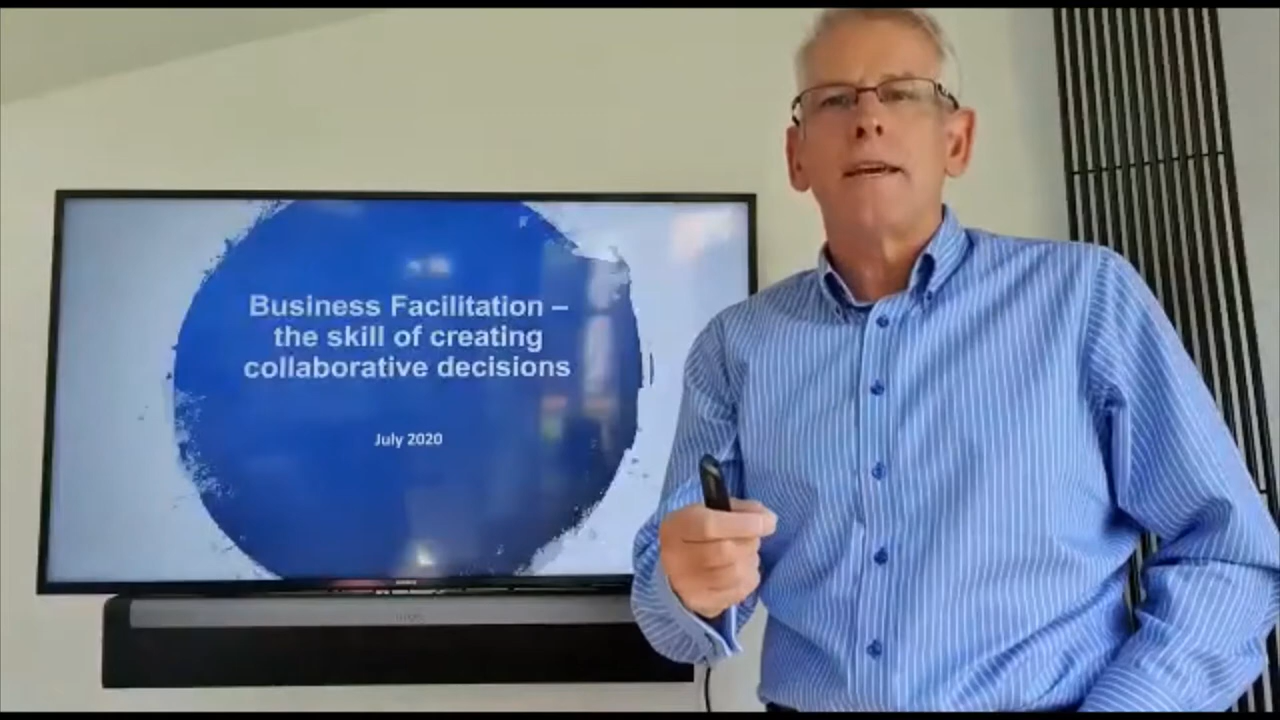 Business Facilitation –
the skill of creating
collaborative decisions
July 2020